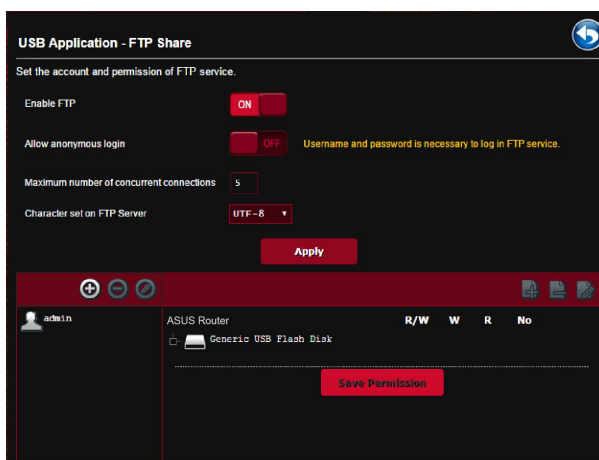 USB Application - FTP Share
Set the account and permission of FTP service.
Enable FTP ON
Allow anonymous login OFF Username and password is necessary to log in FTP service.
Maximum number of concurrent connections 5
Character set on FTP Server UTF-8
Apply
admin
ASUS Router R/W W R No
Generic USB Flash Disk
Save Permission